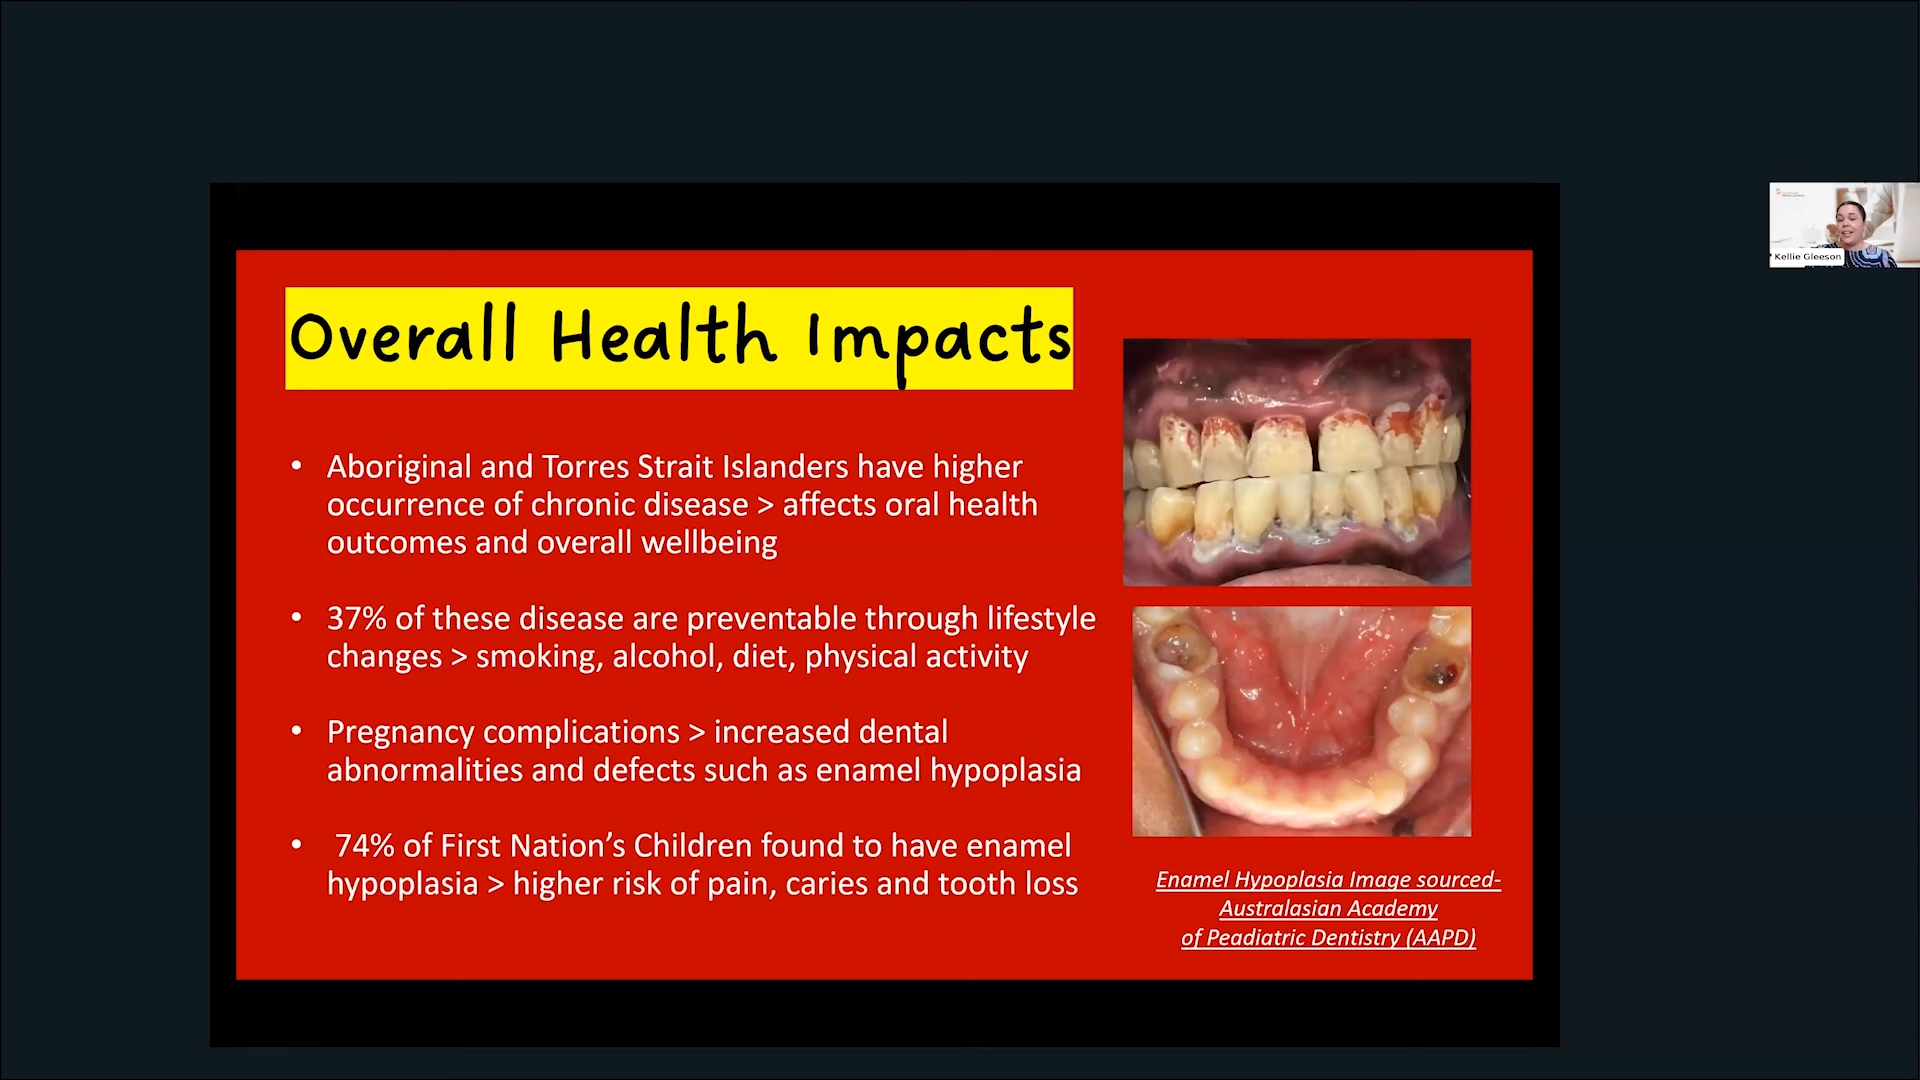 Overall Health Impacts
• Aboriginal and Torres Strait Islanders have higher
occurrence of chronic disease > affects oral health
outcomes and overall wellbeing
• 37% of these disease are preventable through lifestyle
changes > smoking, alcohol, diet, physical activity
• Pregnancy complications > increased dental
abnormalities and defects such as enamel hypoplasia
• 74% of First Nation’s Children found to have enamel
hypoplasia > higher risk of pain, caries and tooth loss
Enamel Hypoplasia Image sourced-
Australasian Academy
of Peadiatric Dentistry (AAPD)
Kellie Gleeson